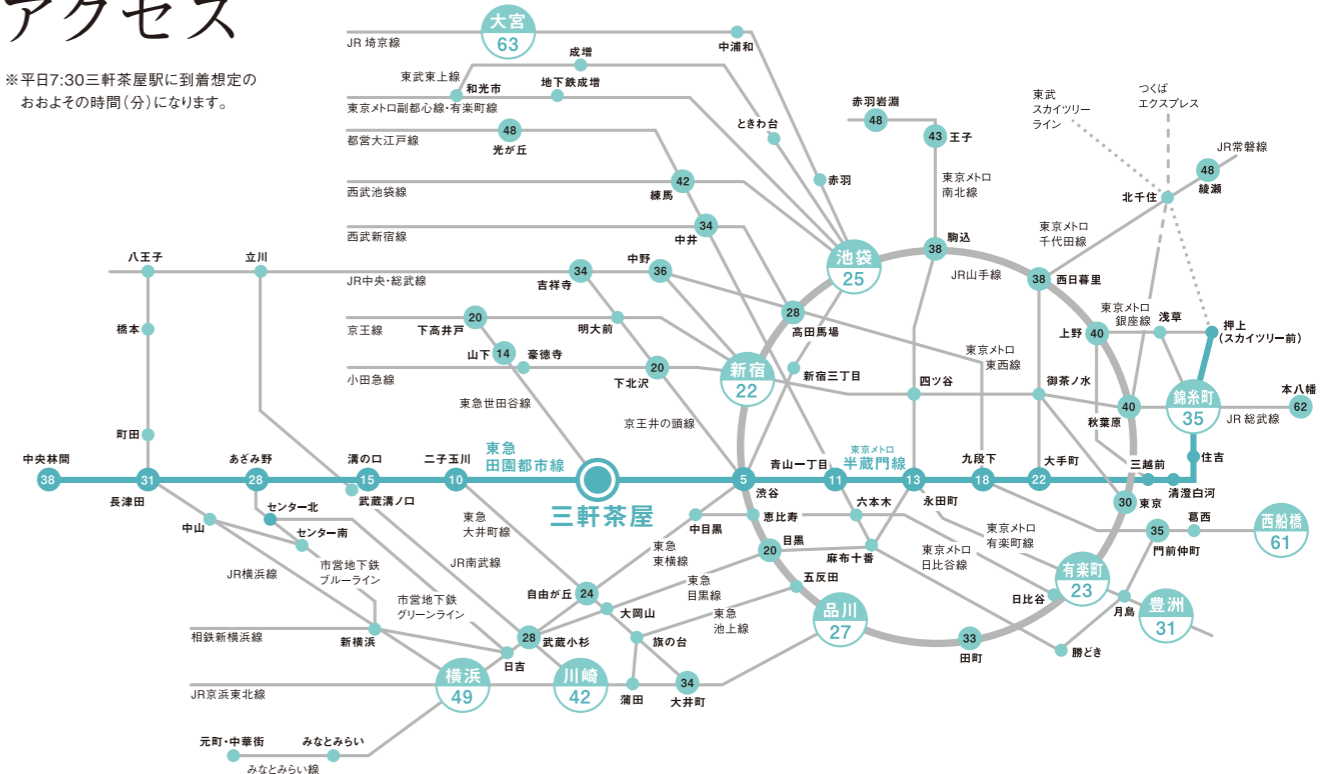 アクセス
※平日7:30三軒茶屋駅に到着想定の
おおよその時間(分)になります。
大宮
63
JR 埼京線
中浦和
成増
東武東上線
和光市
地下鉄成増
東京メトロ副都心線・有楽町線
ときわ台
赤羽岩淵
48
43
王子
東武
スカイツリー
ライン
つくば
エクスプレス
JR常磐線
48
綾瀬
北千住
都営大江戸線
48
光が丘
西武池袋線
42
練馬
赤羽
東京メトロ
南北線
西武新宿線
34
中井
池袋
25
38
駒込
東京メトロ
千代田線
JR山手線
38
西日暮里
八王子
立川
JR中央・総武線
34
吉祥寺
中野
36
28
高田馬場
東京メトロ
銀座線
上野
40
浅草
押上
(スカイツリー前)
橋本
京王線
20
下高井戸
明大前
山下
14
豪徳寺
小田急線
20
下北沢
新宿
22
新宿三丁目
東京メトロ
東西線
四ツ谷
御茶ノ水
40
秋葉原
錦糸町
35
JR 総武線
本八幡
62
東急世田谷線
京王井の頭線
町田
中央林間
38
31
長津田
あざみ野
28
溝の口
15
武蔵溝ノ口
二子玉川
10
東急
田園都市線
三軒茶屋
5
渋谷
青山一丁目
11
東京メトロ
半蔵門線
13
永田町
九段下
18
大手町
22
三越前
清澄白河
住吉
センター北
センター南
中山
JR横浜線
市営地下鉄
ブルーライン
市営地下鉄
グリーンライン
JR南武線
東急
大井町線
中目黒
恵比寿
六本木
東急
東横線
20
目黒
麻布十番
東京メトロ
有楽町線
東京メトロ
日比谷線
30
東京
35
門前仲町
葛西
西船橋
61
自由が丘
24
大岡山
東急
目黒線
五反田
東急
池上線
品川
27
有楽町
23
日比谷
月島
豊洲
31
相鉄新横浜線
新横浜
28
武蔵小杉
日吉
旗の台
33
田町
勝どき
JR京浜東北線
横浜
49
川崎
42
蒲田
34
大井町
元町・中華街
みなとみらい
みなとみらい線